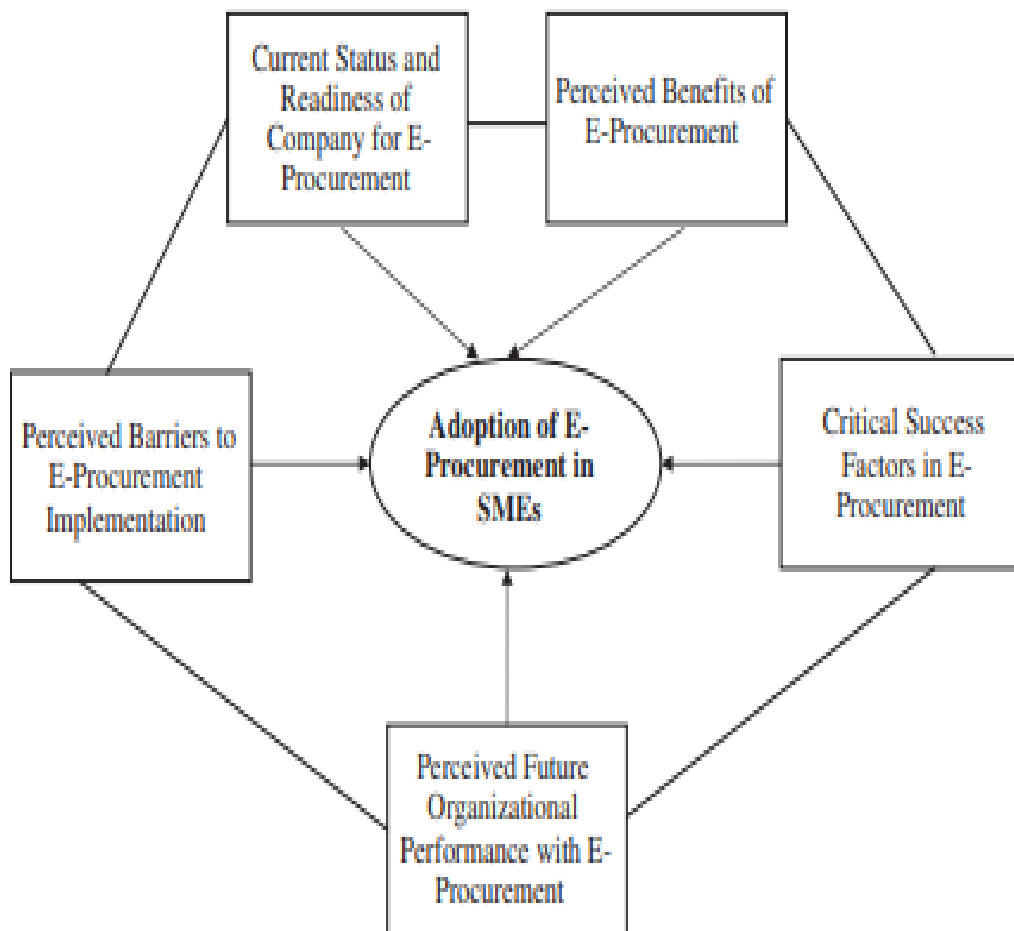 Current Status and
Readiness of
Company for E-
Procurement
Perceived Benefits of
E-Procurement
Perceived Barriers to
E-Procurement
Implementation
Adoption of E-
Procurement in
SMEs
Critical Success
Factors in E-
Procurement
Perceived Future
Organizational
Performance with E-
Procurement